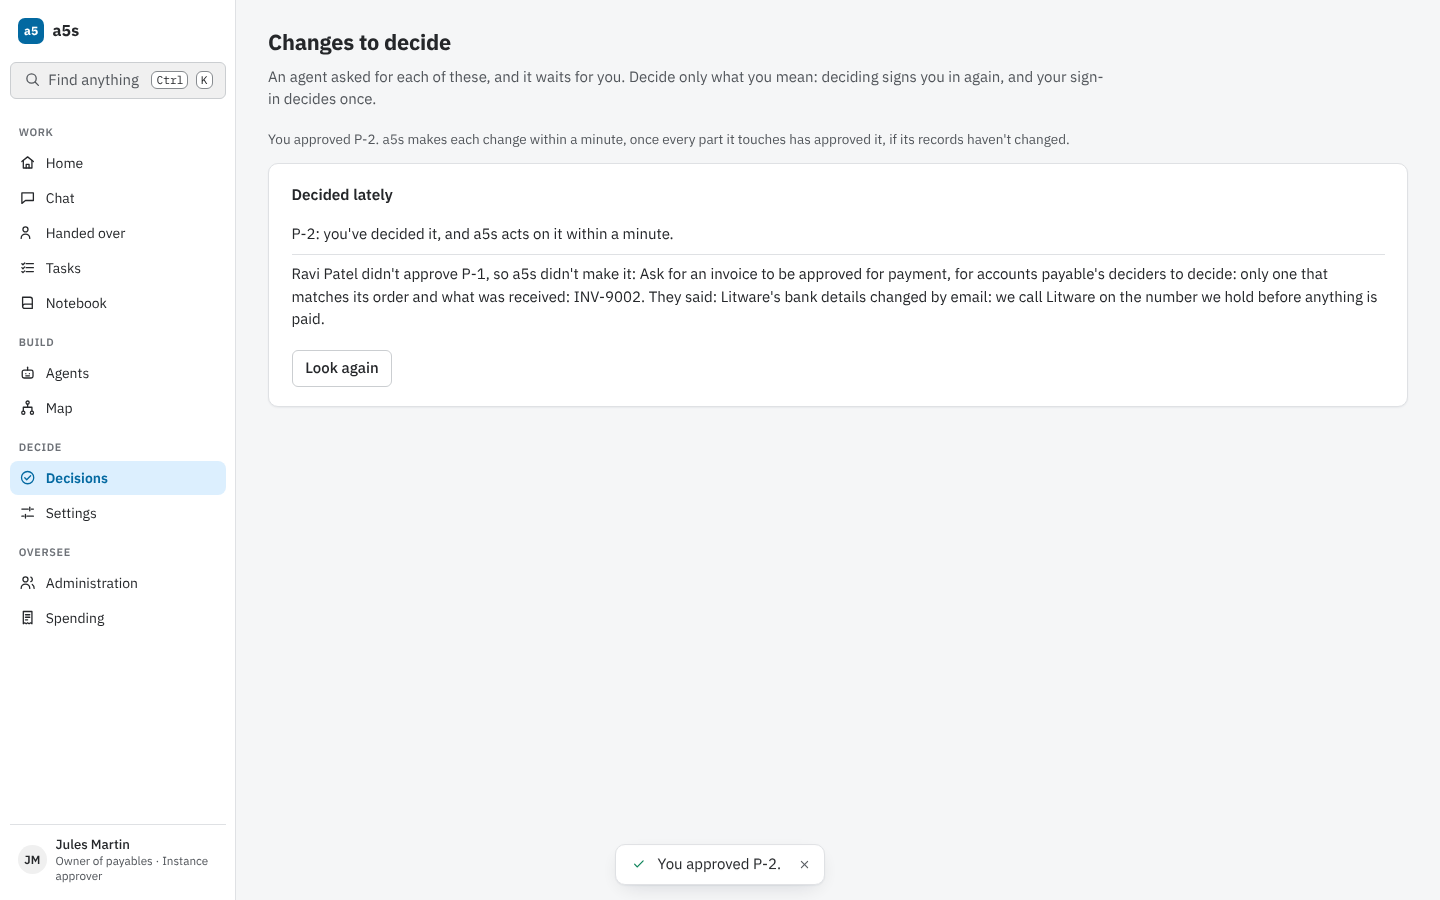 a5 a5s
Find anything Ctrl K
WORK
Home
Chat
Handed over
Tasks
Notebook
BUILD
Agents
Map
DECIDE
Decisions
Settings
OVERSEE
Administration
Spending
JM
Jules Martin
Owner of payables · Instance
approver
Changes to decide
An agent asked for each of these, and it waits for you. Decide only what you mean: deciding signs you in again, and your sign-
in decides once.
You approved P-2. a5s makes each change within a minute, once every part it touches has approved it, if its records haven't changed.
Decided lately
P-2: you've decided it, and a5s acts on it within a minute.
Ravi Patel didn't approve P-1, so a5s didn't make it: Ask for an invoice to be approved for payment, for accounts payable's deciders to decide: only one that
matches its order and what was received: INV-9002. They said: Litware's bank details changed by email: we call Litware on the number we hold before anything is
paid.
Look again
You approved P-2.